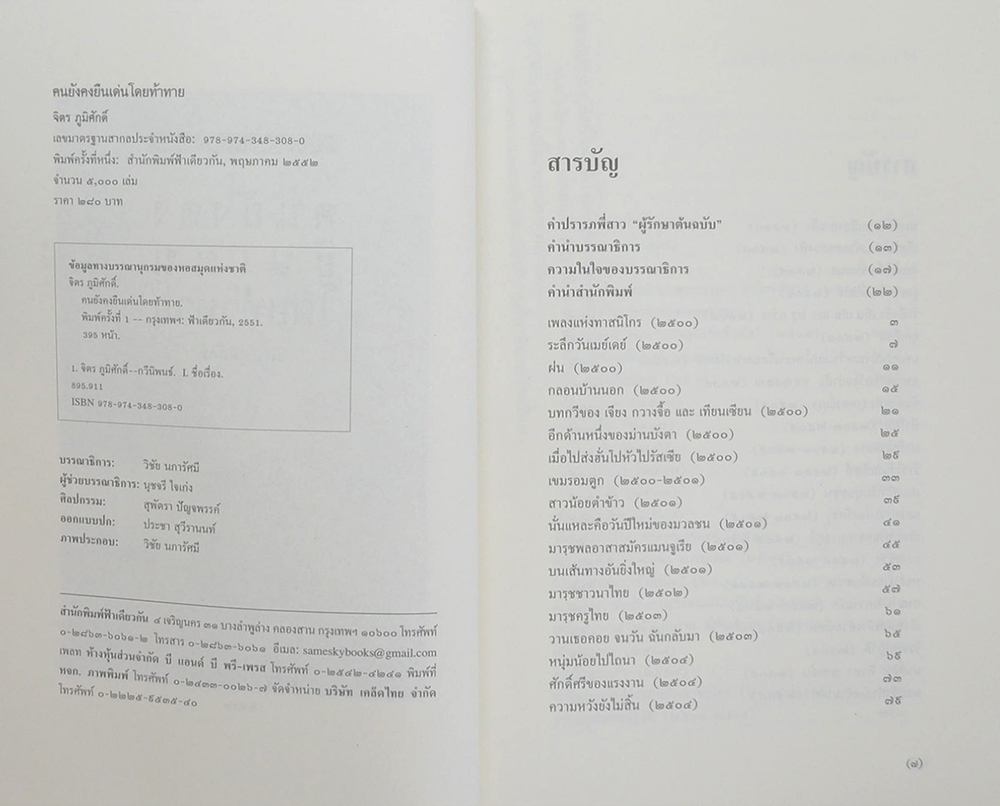 คนยังคงยืนเด่นโดยท้าทาย
จิตร ภูมิศักดิ์
เลขมาตรฐานสากลประจำหนังสือ: 978-974-348-308-0
พิมพ์ครั้งที่หนึ่ง: สำนักพิมพ์ฟ้าเดียวกัน, พฤษภาคม ๒๕๕๒
จำนวน ๕,๐๐๐ เล่ม
ราคา ๒๘๐ บาท
ข้อมูลทางบรรณานุกรมของหอสมุดแห่งชาติ
จิตร ภูมิศักดิ์.
คนยังคงยืนเด่นโดยท้าทาย.
พิมพ์ครั้งที่ 1 -- กรุงเทพฯ: ฟ้าเดียวกัน, 2551.
395 หน้า.
1. จิตร ภูมิศักดิ์--กวีนิพนธ์. I. ชื่อเรื่อง.
895.911
ISBN 978-974-348-308-0
บรรณาธิการ: วิชัย นภารัศมี
ผู้ช่วยบรรณาธิการ: นุชจรี ใจเก่ง
ศิลปกรรม: สุพัตรา ปัญจพรรค์
ออกแบบปก: ประชา สุวีรานนท์
ภาพประกอบ: วิชัย นภารัศมี
สำนักพิมพ์ฟ้าเดียวกัน ๔ เจริญนคร ๓๑ บางลำพูล่าง คลองสาน กรุงเทพฯ ๑๐๖๐๐ โทรศัพท์
๐-๒๘๖๓-๖๐๖๑-๒ โทรสาร ๐-๒๘๖๓-๖๐๖๑ อีเมล: sameskybooks@gmail.com
เพลท ห้างหุ้นส่วนจำกัด บี แอนด์ บี พรี-เพรส โทรศัพท์ ๐-๒๕๔๒-๔๒๔๑ พิมพ์ที่
หจก. ภาพพิมพ์ โทรศัพท์ ๐-๒๔๓๓-๐๐๒๖-๗ จัดจำหน่าย บริษัท เคล็ดไทย จำกัด
โทรศัพท์ ๐-๒๒๒๕-๙๕๓๕-๔๐
สารบัญ
คำปรารภพี่สาว “ผู้รักษาต้นฉบับ” (๑๒)
คำนำบรรณาธิการ (๑๓)
ความในใจของบรรณาธิการ (๑๗)
คำนำสำนักพิมพ์ (๒๒)
เพลงแห่งทาสนิโกร (๒๕๐๐) ๓
ระลึกวันเมย์เดย์ (๒๕๐๐) ๗
ฝน (๒๕๐๐) ๑๑
กลอนบ้านนอก (๒๕๐๐) ๑๕
บทกวีของ เจียง กวางจื้อ และ เทียนเซียน (๒๕๐๐) ๒๑
อีกด้านหนึ่งของม่านบังตา (๒๕๐๐) ๒๕
เมื่อไปส่งฮั่นโปหัวไปรัสเซีย (๒๕๐๐) ๒๙
เขมรอมตูก (๒๕๐๐-๒๕๐๑) ๓๓
สาวน้อยตำข้าว (๒๕๐๑) ๓๙
นั่นแหละคือวันปีใหม่ของมวลชน (๒๕๐๑) ๔๑
มารฺชพลอาสาสมัครแมนจูเรีย (๒๕๐๑) ๔๕
บนเส้นทางอันยิ่งใหญ่ (๒๕๐๑) ๕๓
มารฺชชาวนาไทย (๒๕๐๒) ๕๗
มารฺชครูไทย (๒๕๐๓) ๖๑
วานเธอคอย จนวัน ฉันกลับมา (๒๕๐๓) ๖๕
หนุ่มน้อยไปไถนา (๒๕๐๔) ๖๙
ศักดิ์ศรีของแรงงาน (๒๕๐๔) ๗๓
ความหวังยังไม่สิ้น (๒๕๐๔) ๗๙
(๗)